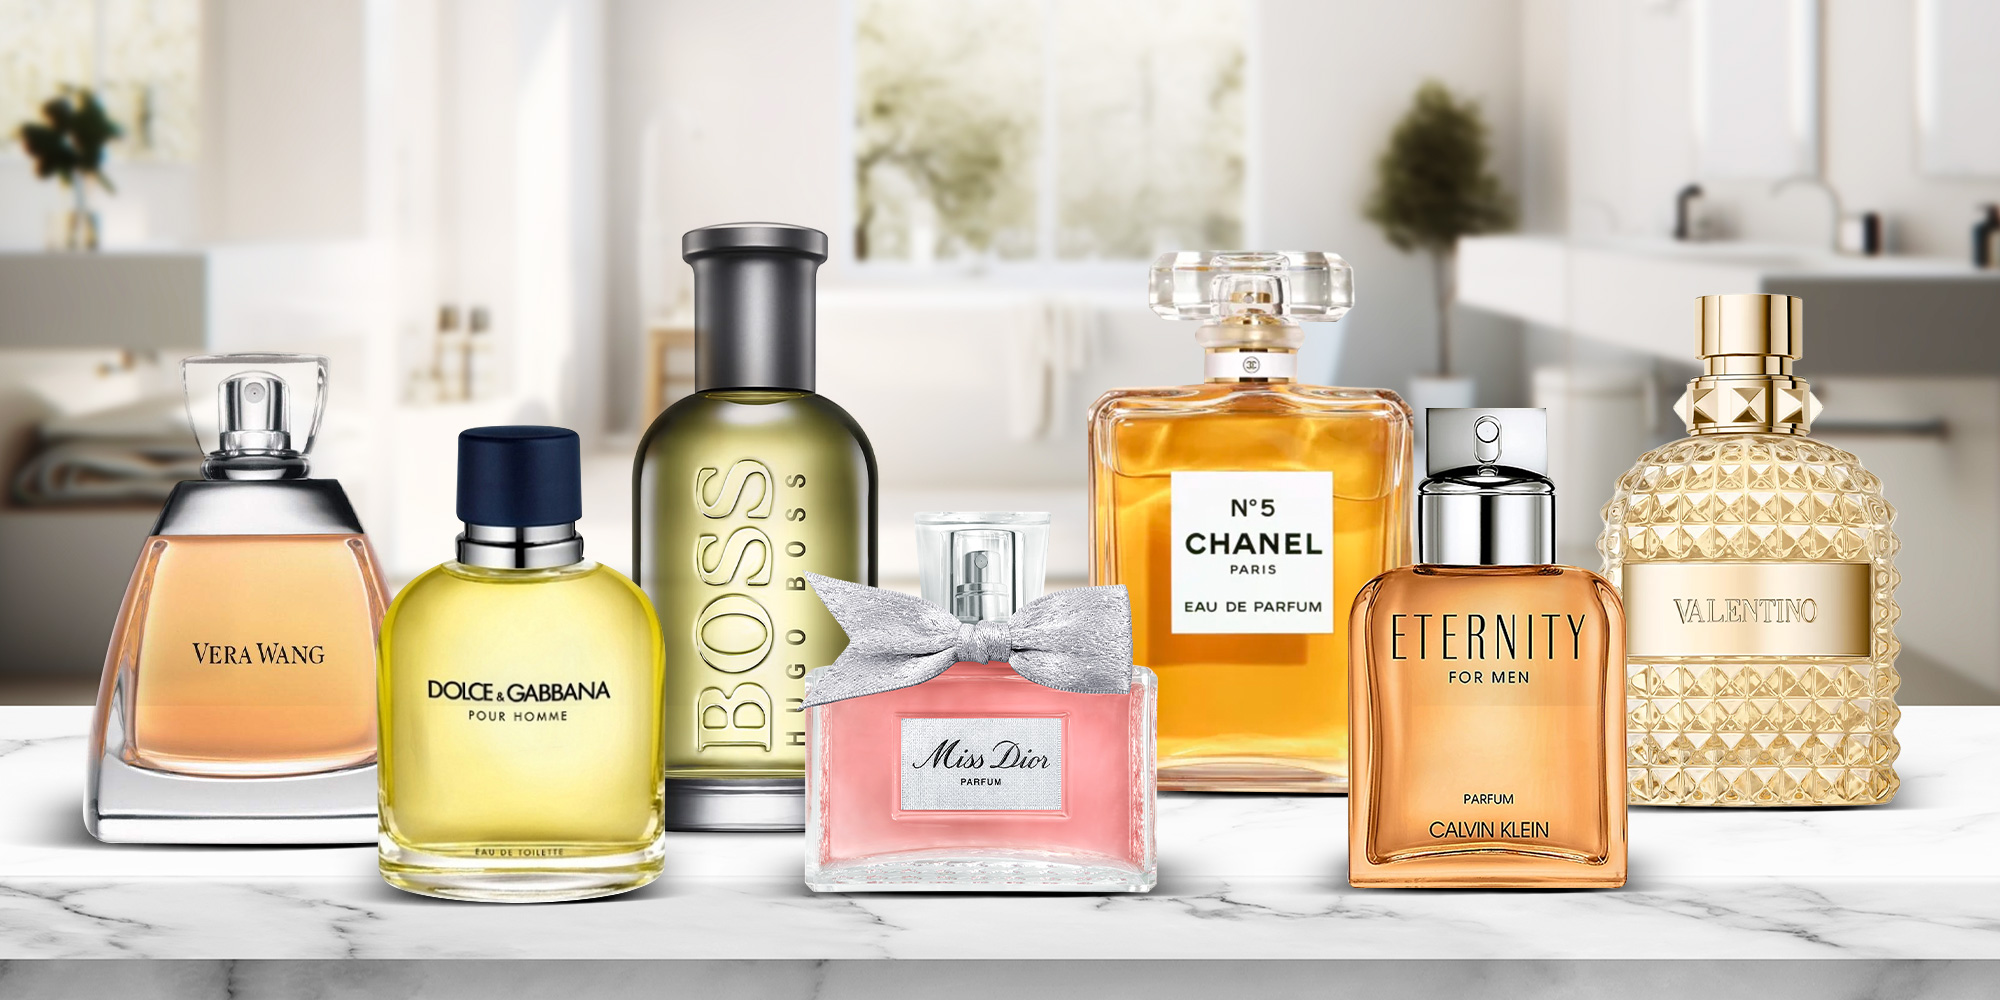 VERA WANG
DOLCE & GABBANA
POUR HOMME
EAU DE TOILETTE
BOSS
HUGO BOSS
Miss Dior
PARFUM
N°5
CHANEL
PARIS
EAU DE PARFUM
ETERNITY
FOR MEN
PARFUM
CALVIN KLEIN
VALENTINO